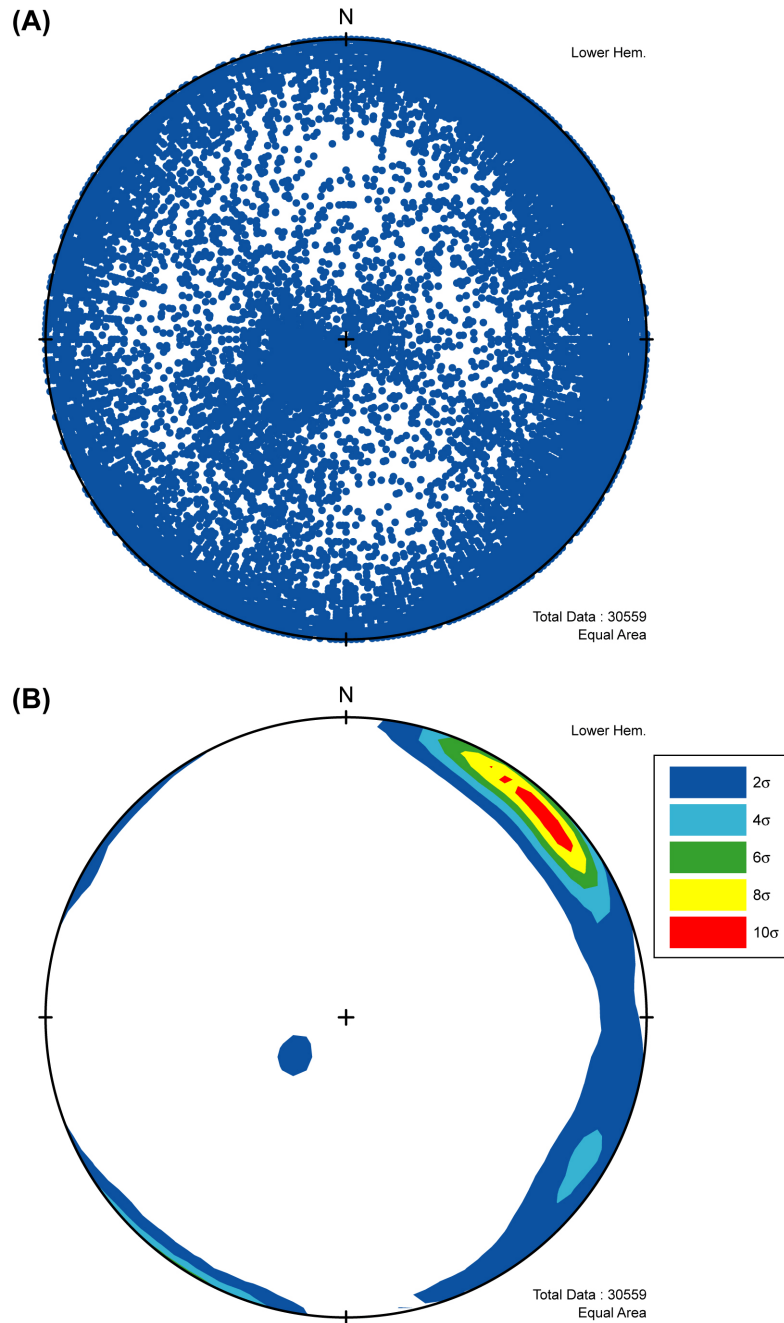 (A)
N
Lower Hem.
Total Data : 30559
Equal Area
(B)
N
Lower Hem.
2σ
4σ
6σ
8σ
10σ
Total Data : 30559
Equal Area